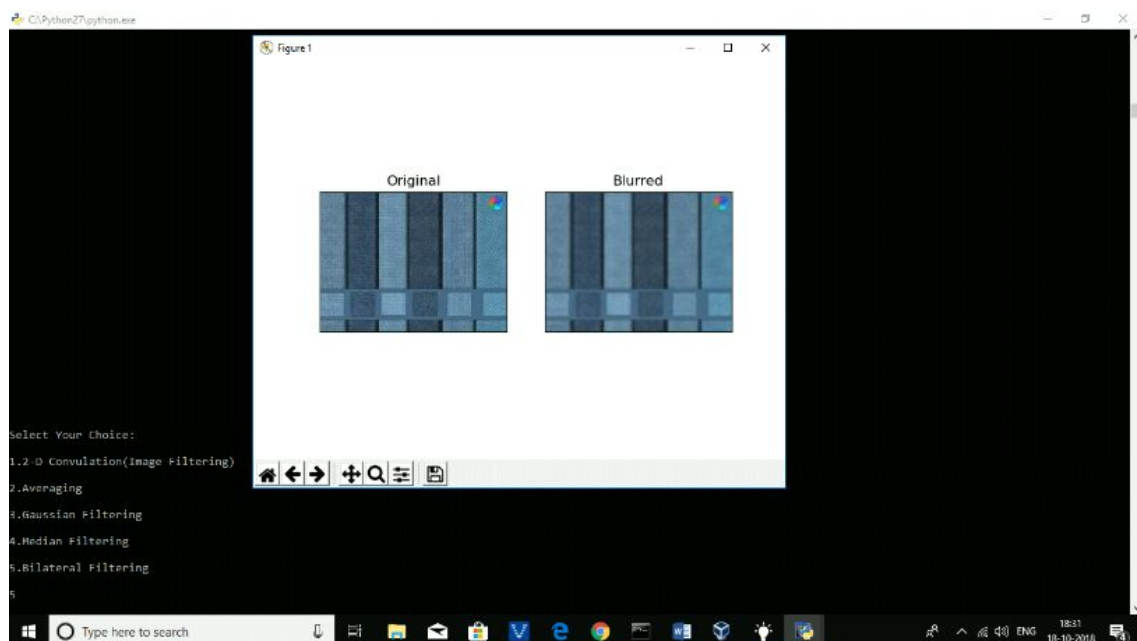 C:\Python27\python.exe
Figure 1
Original
Blurred
Select Your Choice:
1.2-D Convulation(Image Filtering)
2.Averaging
3.Gaussian Filtering
4.Median Filtering
5.Bilateral Filtering
5
Type here to search
ENG
18:31
18-10-2018